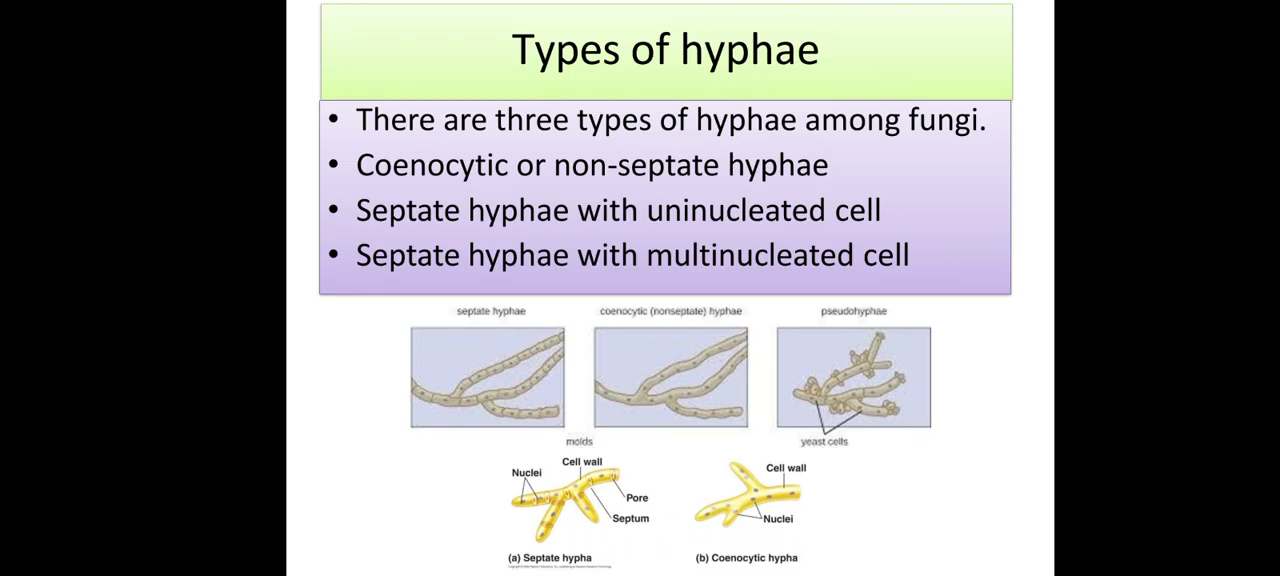 Types of hyphae
• There are three types of hyphae among fungi.
• Coenocytic or non-septate hyphae
• Septate hyphae with uninucleated cell
• Septate hyphae with multinucleated cell
septate hyphae
coenocytic (nonseptate) hyphae
pseudohyphae
molds
yeast cells
Nuclei
Cell wall
Pore
Septum
(a) Septate hypha
Cell wall
Nuclei
(b) Coenocytic hypha